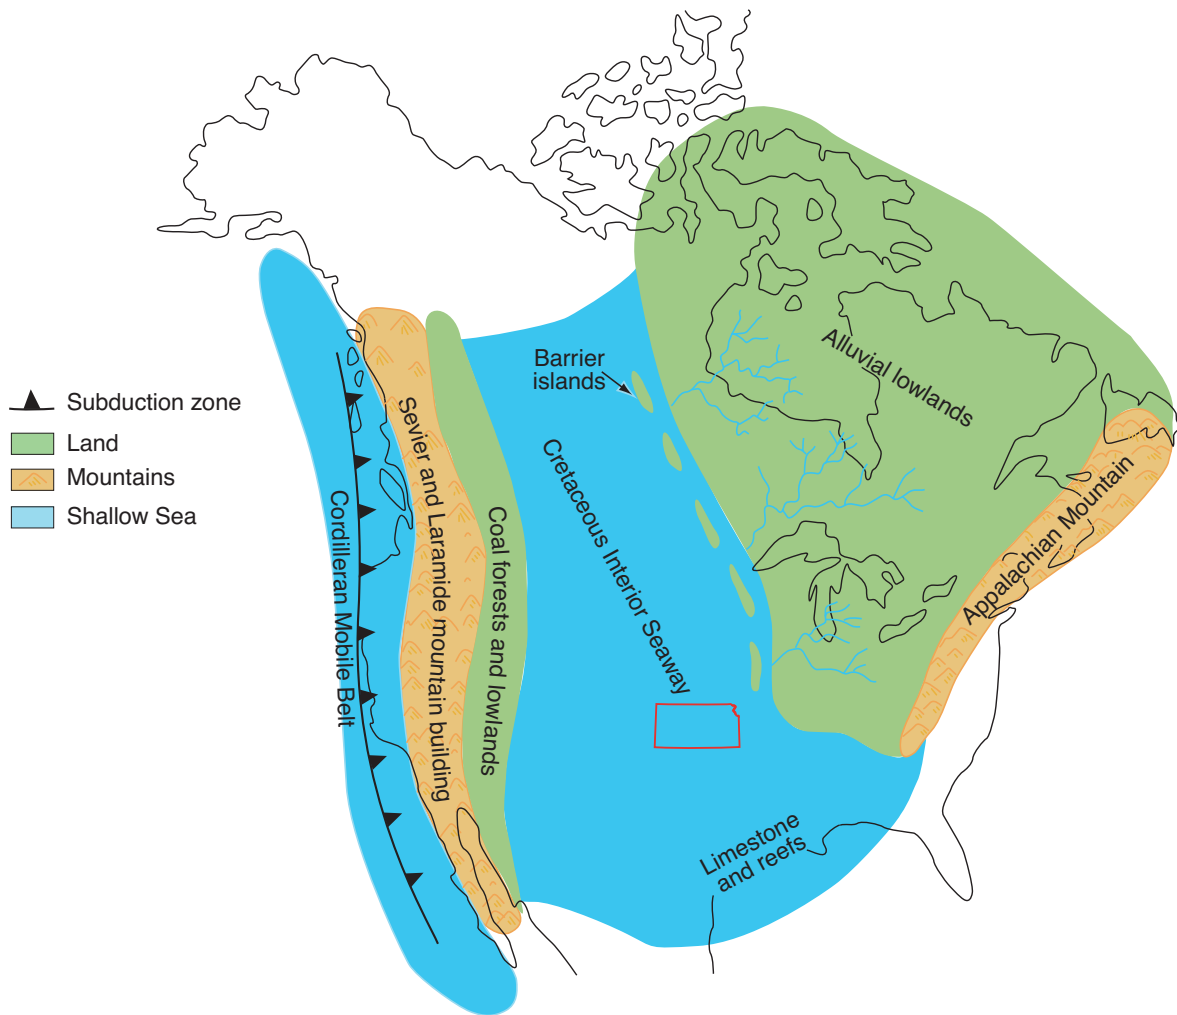 Subduction zone
Land
Mountains
Shallow Sea
Barrier
islands
Alluvial lowlands
Sevier and Laramide mountain building
Cretaceous Interior Seaway
Cordilleran Mobile Belt
Coal forests and lowlands
Appalachian Mountain
Limestone
and reefs